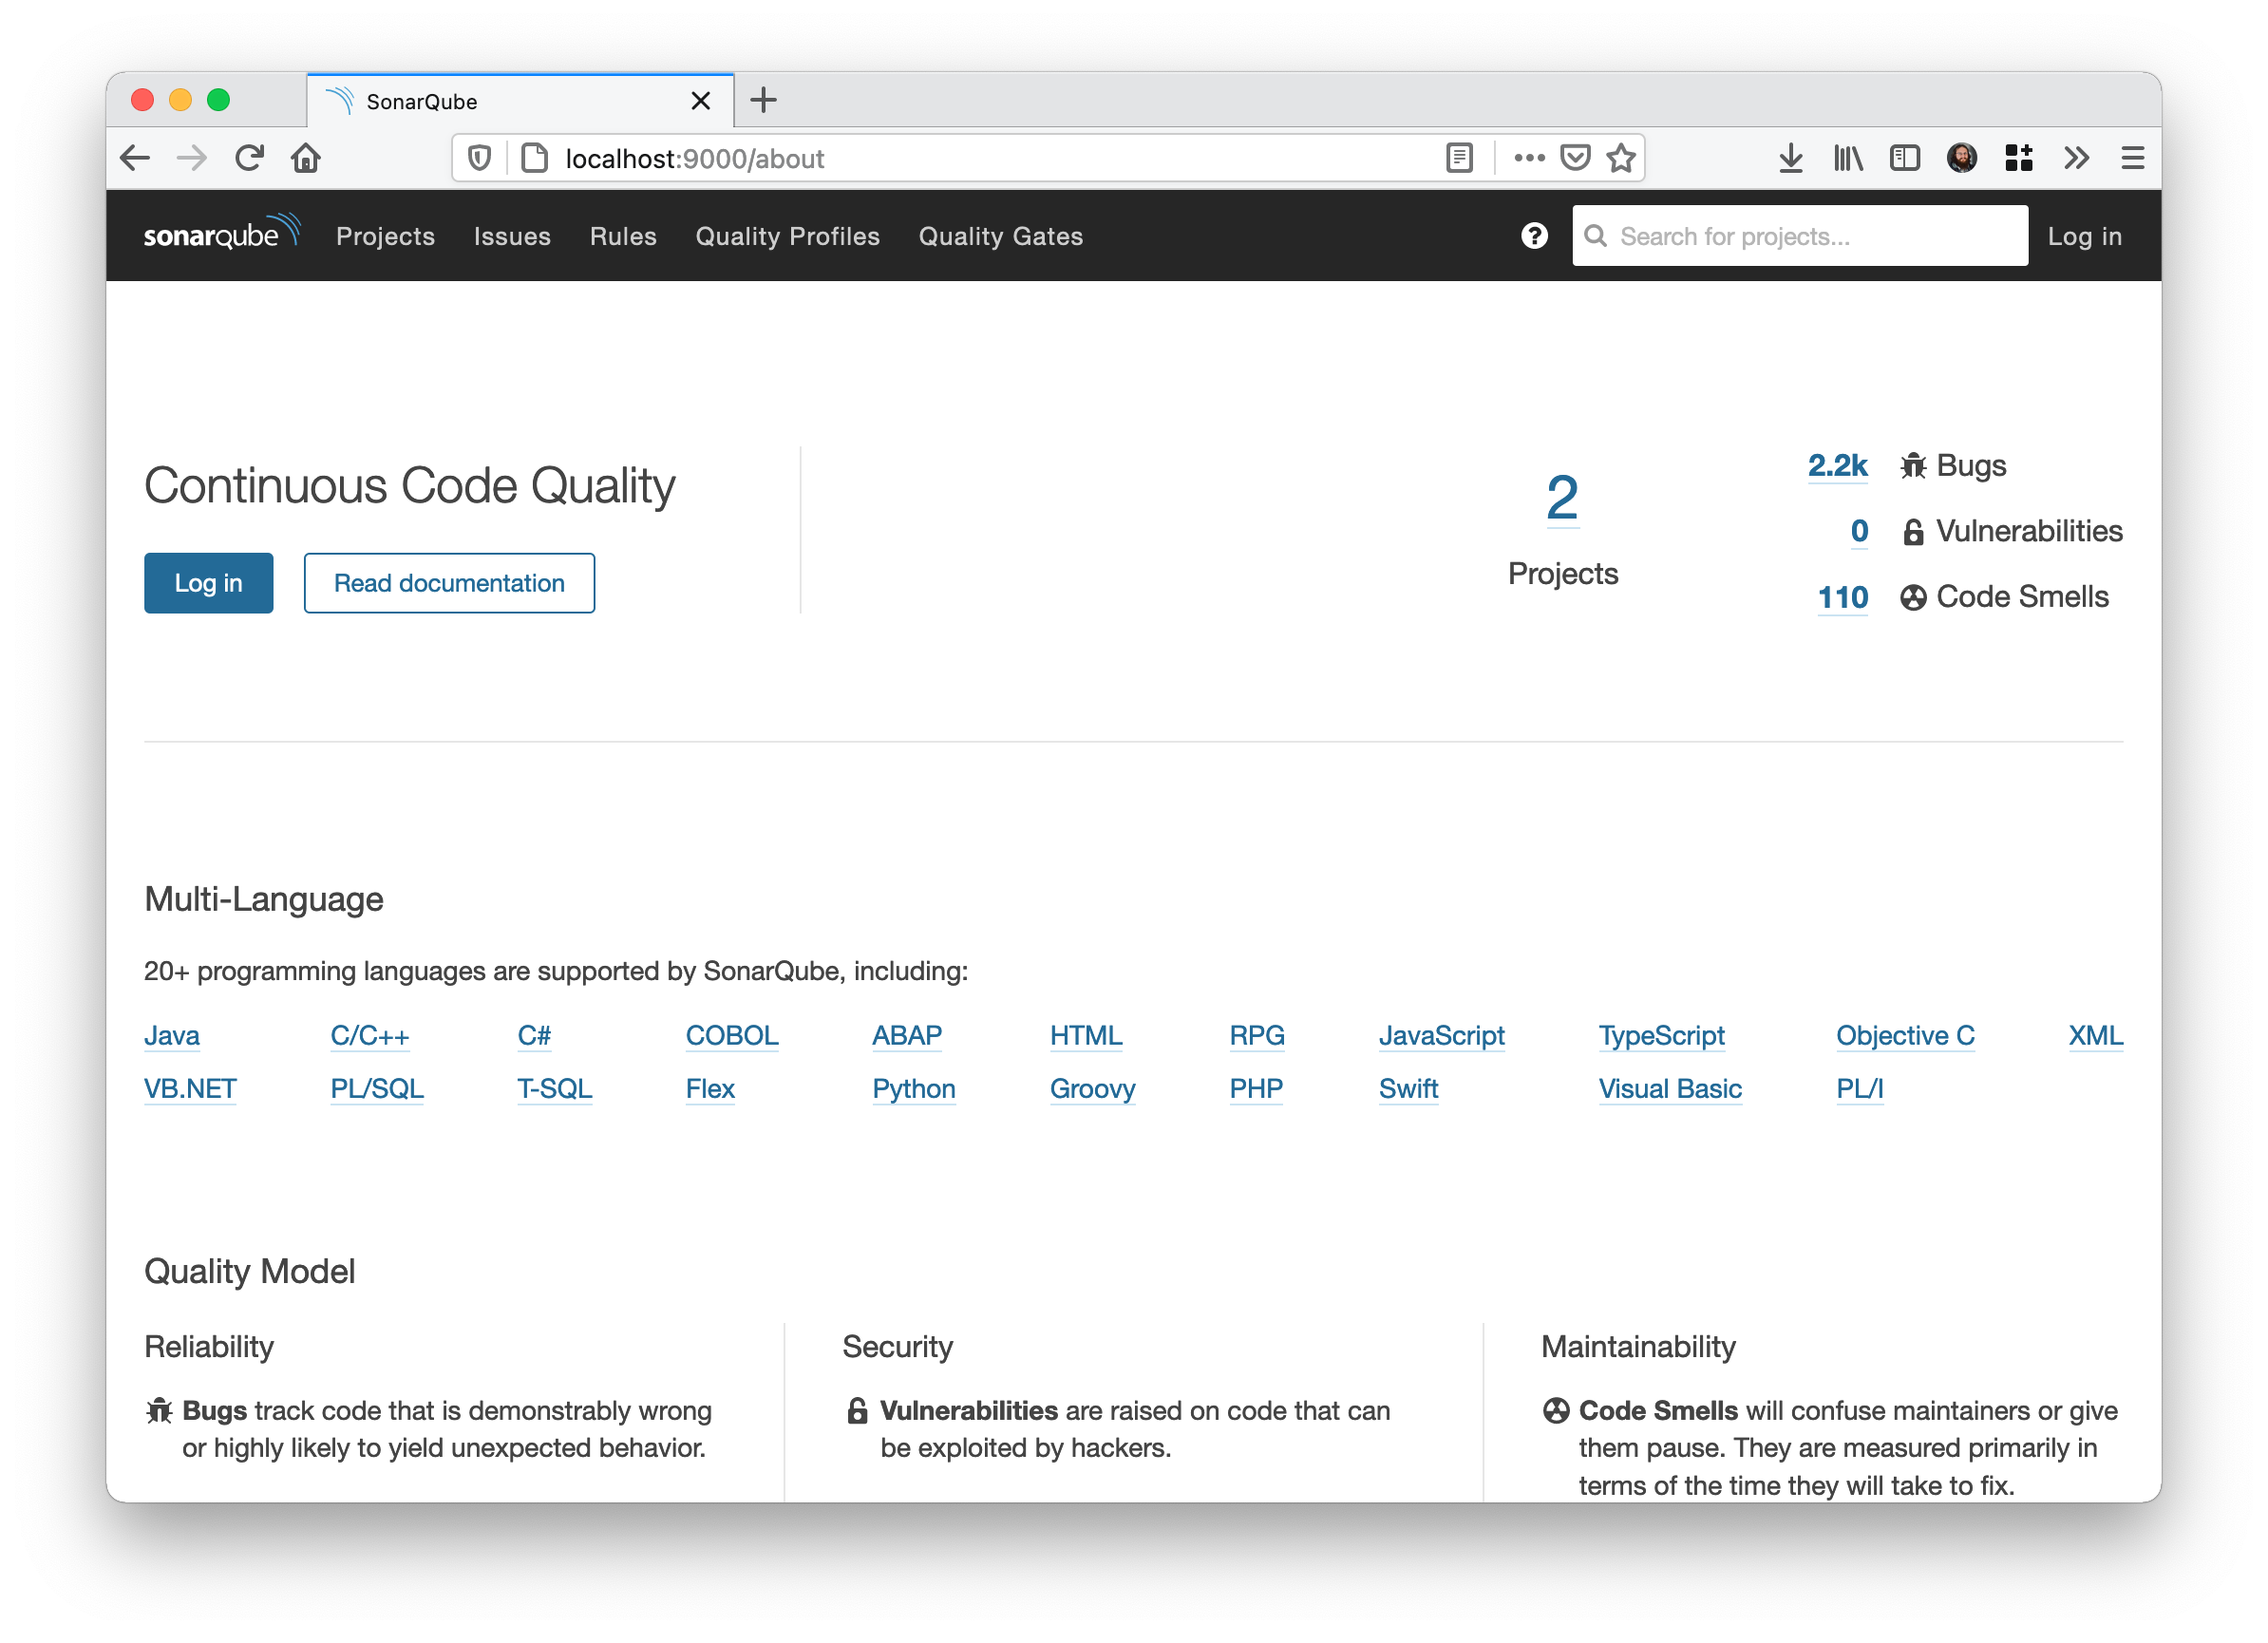 SonarQube
localhost:9000/about
sonarqube Projects Issues Rules Quality Profiles Quality Gates Search for projects... Log in
Continuous Code Quality
Log in Read documentation
2
Projects
2.2k Bugs
0 Vulnerabilities
110 Code Smells
Multi-Language
20+ programming languages are supported by SonarQube, including:
Java C/C++ C# COBOL ABAP HTML RPG JavaScript TypeScript Objective C XML
VB.NET PL/SQL T-SQL Flex Python Groovy PHP Swift Visual Basic PL/I
Quality Model
Reliability
Bugs track code that is demonstrably wrong
or highly likely to yield unexpected behavior.
Security
Vulnerabilities are raised on code that can
be exploited by hackers.
Maintainability
Code Smells will confuse maintainers or give
them pause. They are measured primarily in
terms of the time they will take to fix.